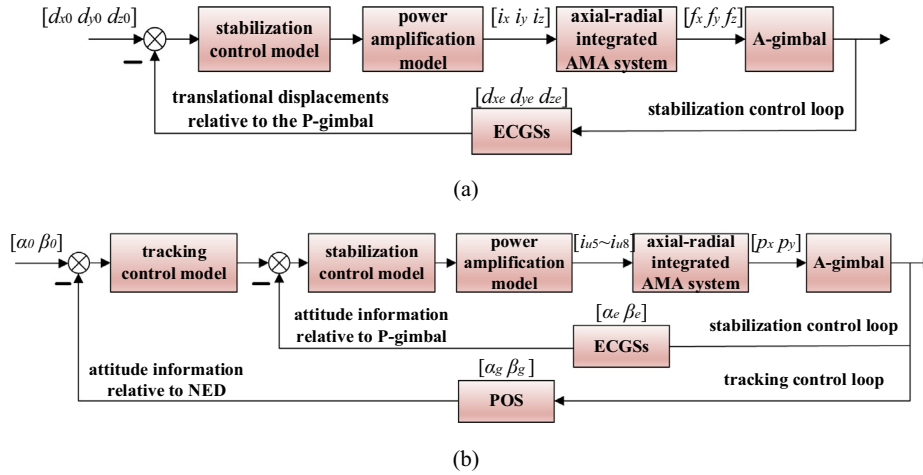 [dx0 dy0 dz0]
stabilization
control model
power
amplification
model
[ix iy iz]
axial-radial
integrated
AMA system
[fx fy fz]
A-gimbal
translational displacements
relative to the P-gimbal
[dxe dye dze]
ECGSs
stabilization control loop
(a)
[α0 β0]
tracking
control model
stabilization
control model
power
amplification
model
[iu5~iu8]
axial-radial
integrated
AMA system
[px py]
A-gimbal
attitude information
relative to P-gimbal
[αe βe]
ECGSs
stabilization control loop
attitude information
relative to NED
[αg βg]
POS
tracking control loop
(b)